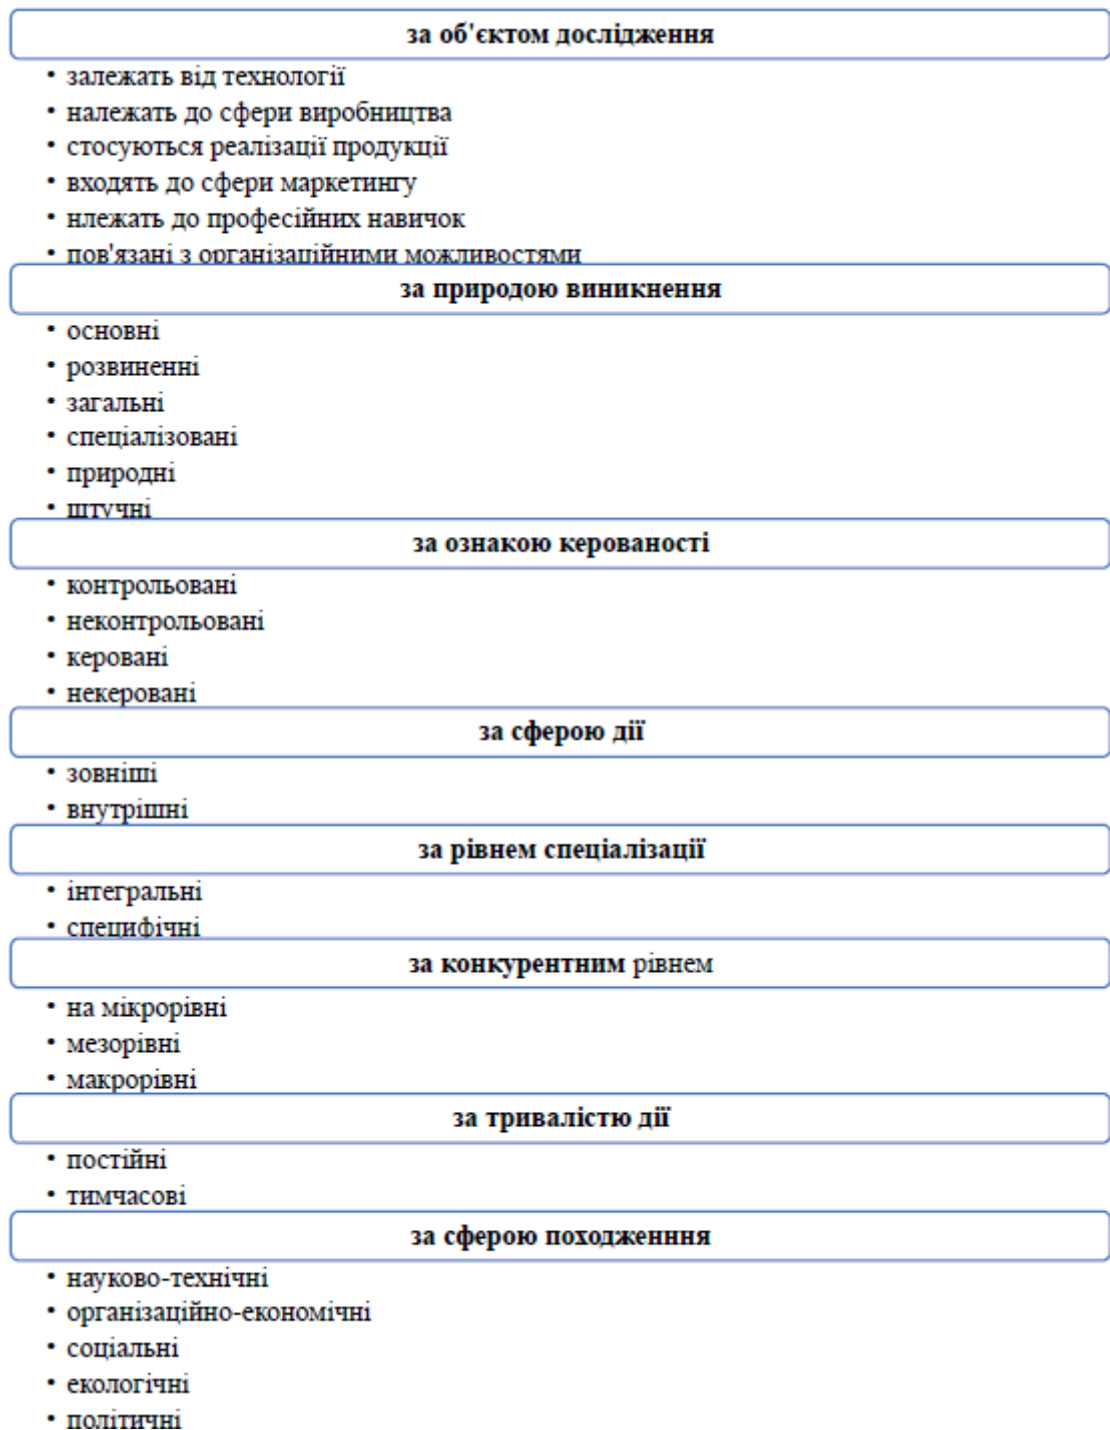 за об'єктом дослідження
• залежать від технології
• належать до сфери виробництва
• стосуються реалізації продукції
• входять до сфери маркетингу
• нлежать до професійних навичок
• пов'язані з організаційними можливостями
за природою виникнення
• основні
• розвиненні
• загальні
• спеціалізовані
• природні
• штучні
за ознакою керованості
• контрольовані
• неконтрольовані
• керовані
• некеровані
за сферою дії
• зовніші
• внутрішні
за рівнем спеціалізації
• інтегральні
• специфічні
за конкурентним рівнем
• на мікрорівні
• мезорівні
• макрорівні
за тривалістю дії
• постійні
• тимчасові
за сферою походженння
• науково-технічні
• організаційно-економічні
• соціальні
• екологічні
• політичні